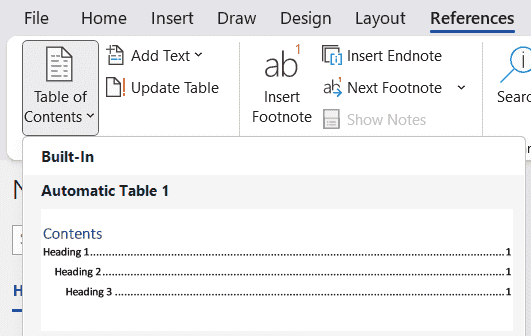 File Home Insert Draw Design Layout References
Table of Contents
Add Text
Update Table
ab
Insert Footnote
Insert Endnote
Next Footnote
Show Notes
Built-In
Automatic Table 1
Contents
Heading 1 1
Heading 2 1
Heading 3 1